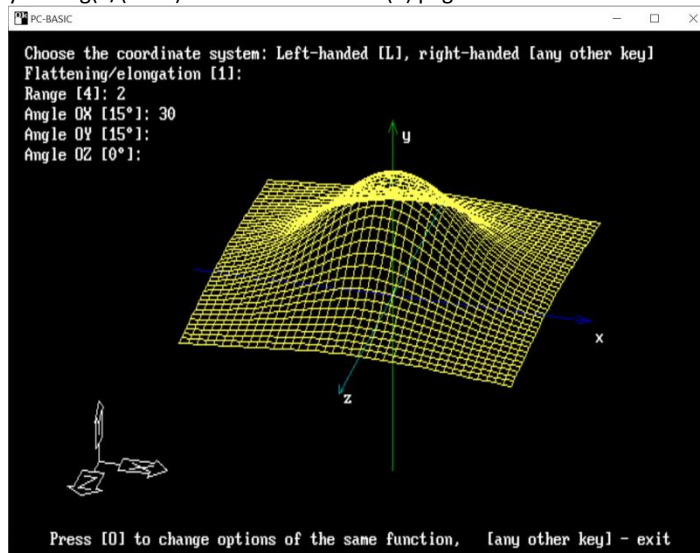 PC-BASIC
Choose the coordinate system: Left-handed [L], right-handed [any other key]
Flattening/elongation [1]:
Range [4]: 2
Angle OX [15°]: 30
Angle OY [15°]:
Angle OZ [0°]:
y
x
z
X
Z
Press [O] to change options of the same function, [any other key] - exit